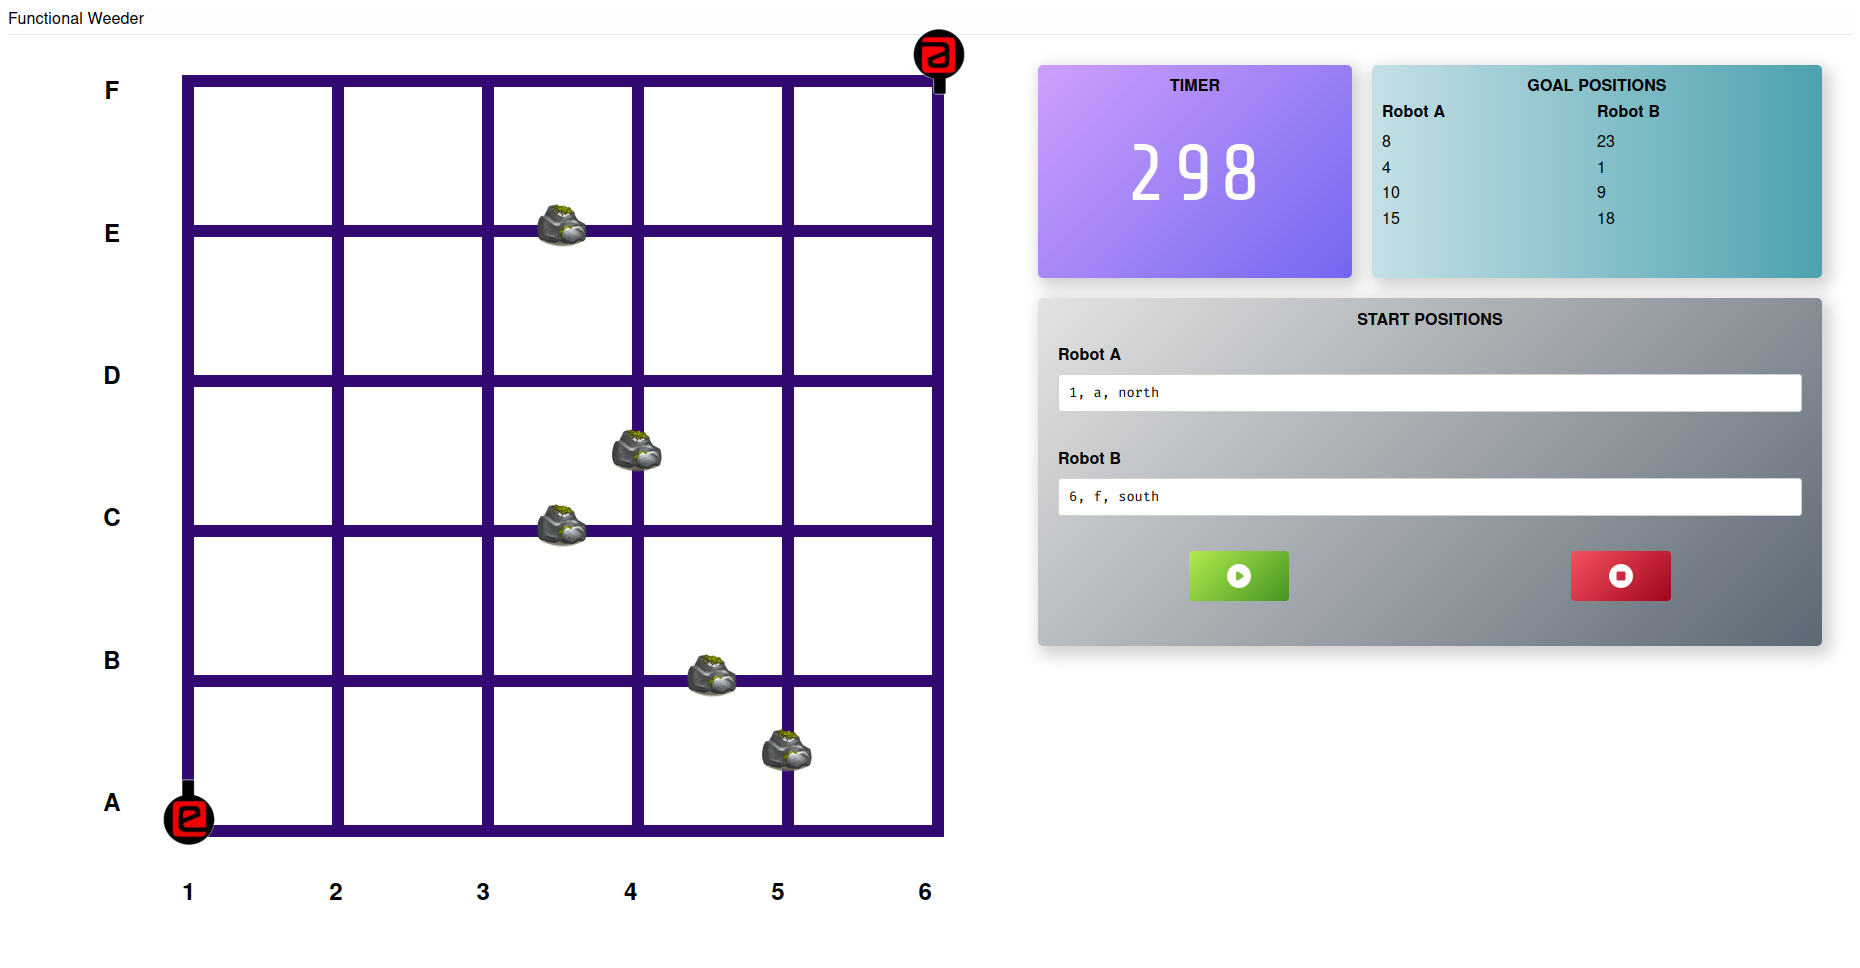 Functional Weeder
F
E
D
C
B
A
1 2 3 4 5 6
TIMER
298
GOAL POSITIONS
Robot A Robot B
8 23
4 1
10 9
15 18
START POSITIONS
Robot A
1, a, north
Robot B
6, f, south